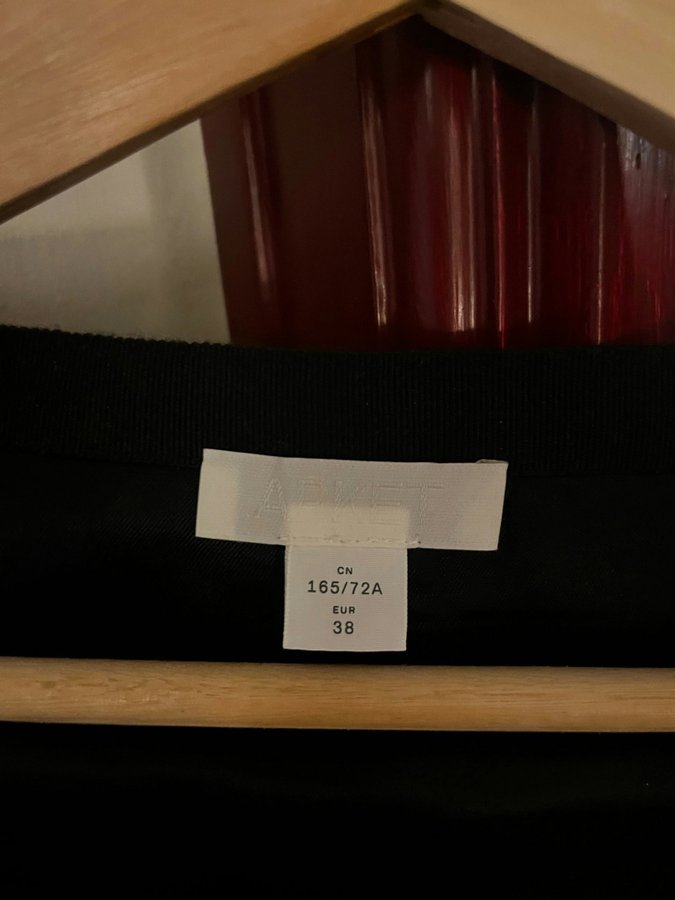 ARKET
CN
165/72A
EUR
38